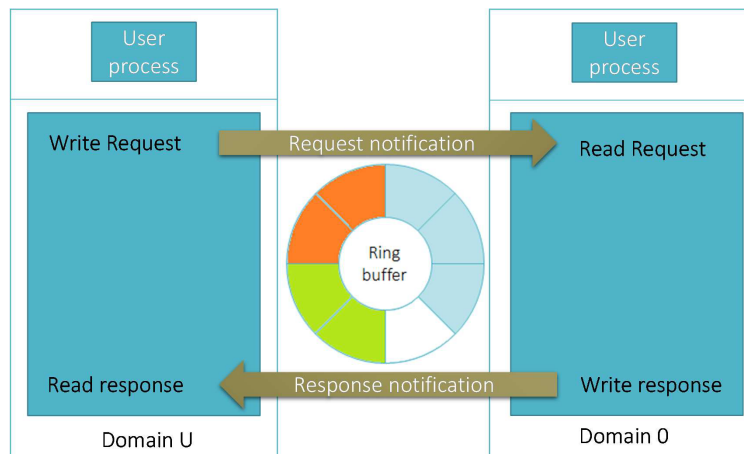 User
process
User
process
Write Request
Request notification
Read Request
Ring
buffer
Read response
Response notification
Write response
Domain U
Domain 0